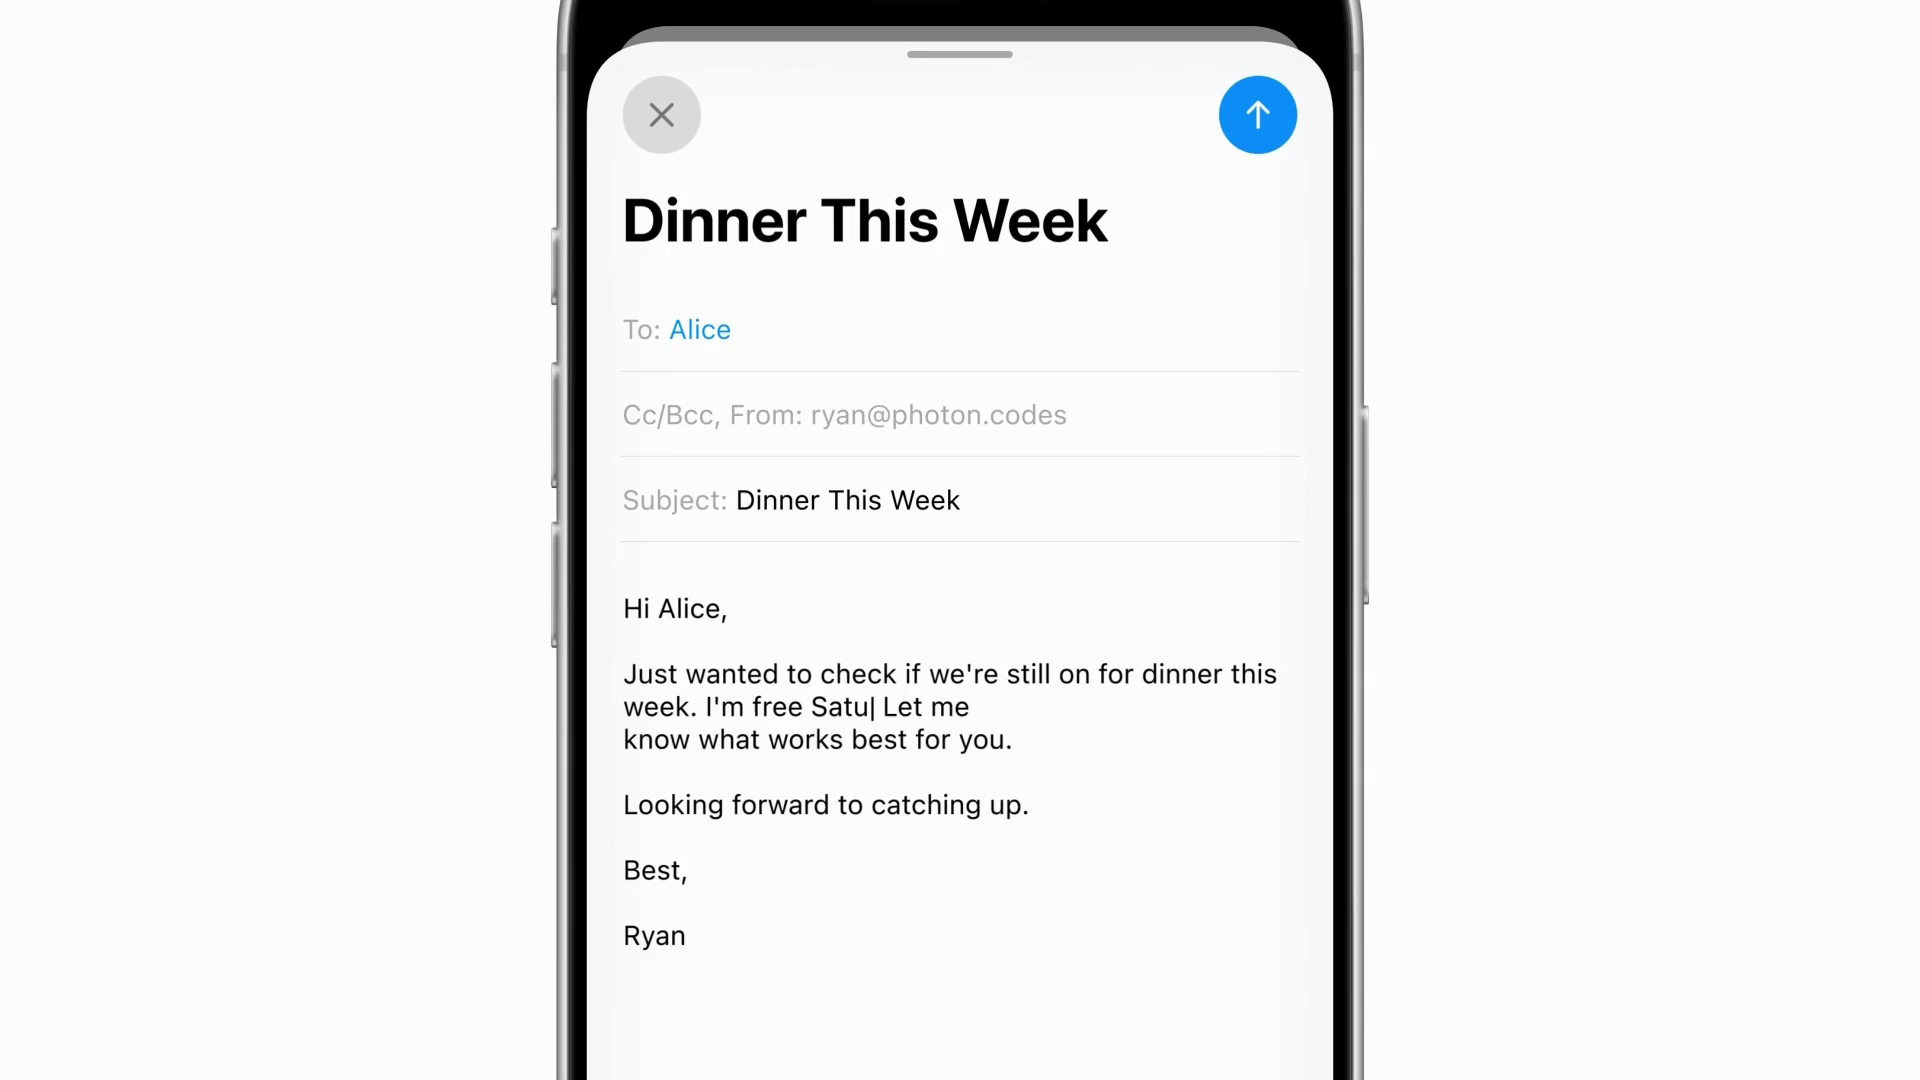 Dinner This Week
To: Alice
Cc/Bcc, From: ryan@photon.codes
Subject: Dinner This Week
Hi Alice,
Just wanted to check if we're still on for dinner this
week. I'm free Satu Let me
know what works best for you.
Looking forward to catching up.
Best,
Ryan